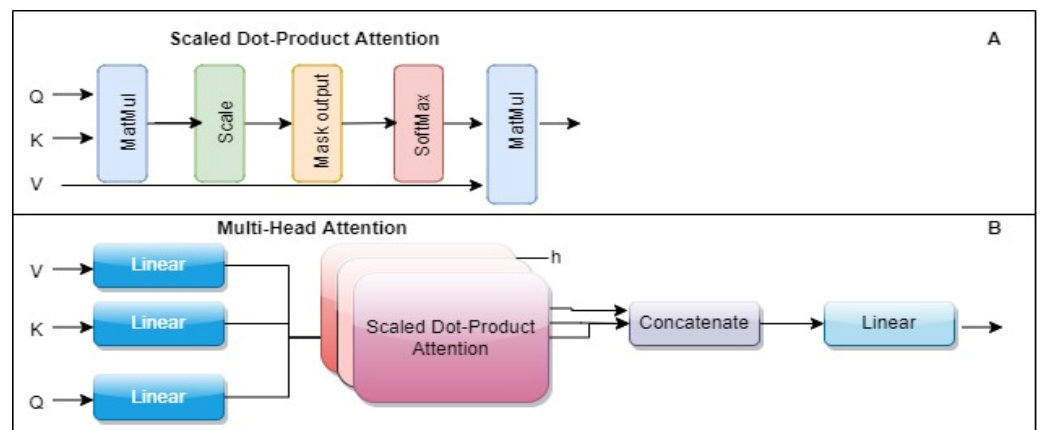 Scaled Dot-Product Attention
A
Q
K
V
MatMul
Scale
Mask output
SoftMax
MatMul
Multi-Head Attention
B
V
K
Q
Linear
Linear
Linear
h
Scaled Dot-Product
Attention
Concatenate
Linear